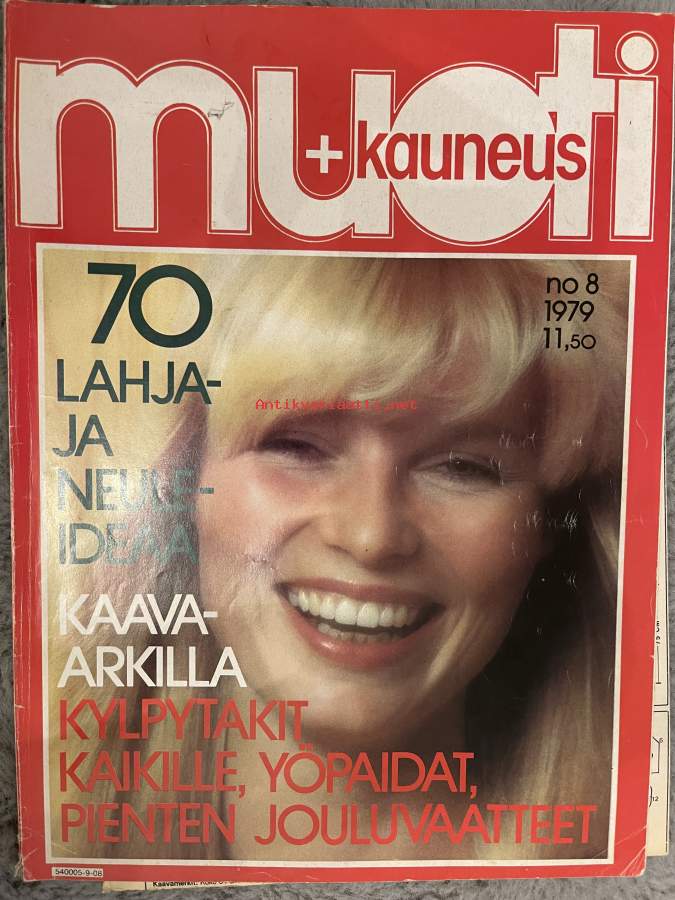 muoti
+kauneus
no 8
1979
11,50
70
LAHJA-
JA
NEULE-
IDEAA
Antikvariaatti.net
KAAVA-
ARKILLA
KYLPYTAKIT
KAIKILLE, YÖPAIDAT,
PIENTEN JOULUVAATTEET
540005-9-08
12